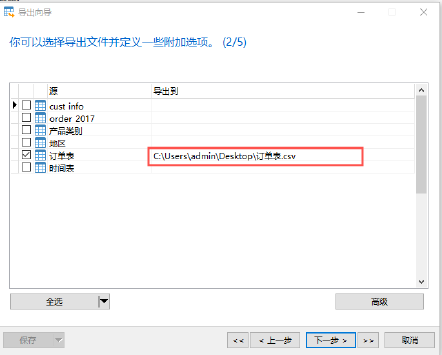 导出向导
你可以选择导出文件并定义一些附加选项。 (2/5)
源 导出到
cust info
order 2017
产品类别
地区
订单表 C:\Users\admin\Desktop\订单表.csv
时间表
全选 高级
保存 << < 上一步 下一步 > >> 取消